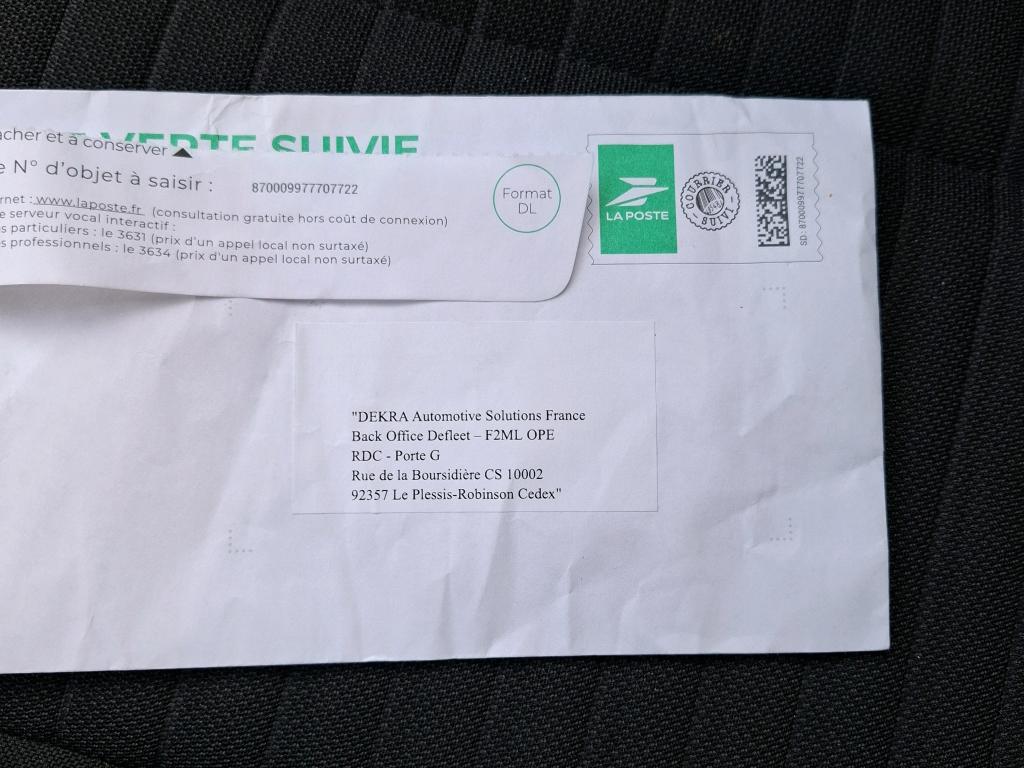 VERTE SUIVIE
acher et à conserver
e N° d'objet à saisir : 870009977707722
rnet : www.laposte.fr (consultation gratuite hors coût de connexion)
e serveur vocal interactif :
s particuliers : le 3631 (prix d'un appel local non surtaxé)
s professionnels : le 3634 (prix d'un appel local non surtaxé)
Format
DL
LA POSTE
COURRIER
SUIVI
SD : 870009977707722
"DEKRA Automotive Solutions France
Back Office Defleet – F2ML OPE
RDC - Porte G
Rue de la Boursidière CS 10002
92357 Le Plessis-Robinson Cedex"